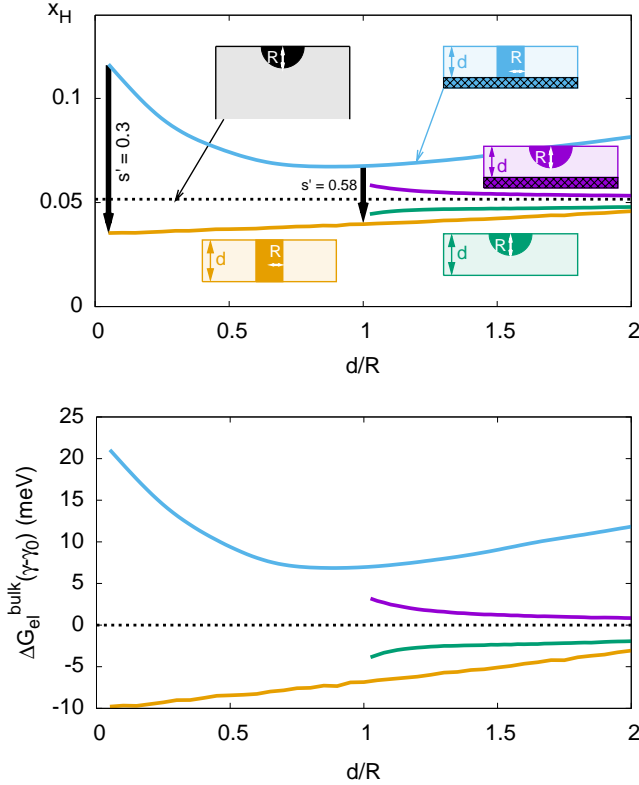 x_H
0.1
0.05
0
s' = 0.3
s' = 0.58
R
d
R
d
R
d
R
d
R
0 0.5 1 1.5 2
d/R
25
20
15
10
5
0
-5
-10
ΔG_el^bulk(γ-γ_0) (meV)
0 0.5 1 1.5 2
d/R